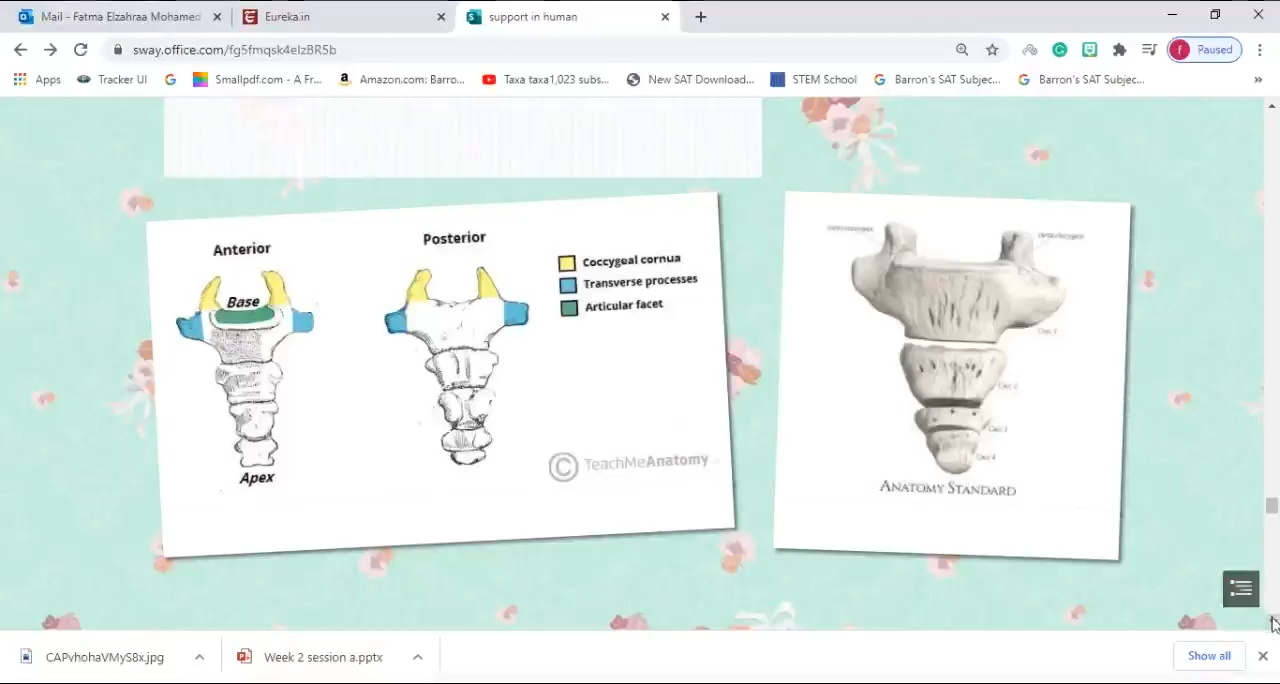 Mail - Fatma Elzahraa Mohamed
Eureka.in
support in human
sway.office.com/fg5fmqsk4elzBR5b
Paused
Apps
Tracker UI
Smallpdf.com - A Fr...
Amazon.com: Barro...
Taxa taxa1,023 subs...
New SAT Download...
STEM School
Barron's SAT Subjec...
Barron's SAT Subjec...
Anterior
Posterior
Base
Apex
Coccygeal cornua
Transverse processes
Articular facet
© TeachMeAnatomy
ANATOMY STANDARD
CAPvhohaVMyS8x.jpg
Week 2 session a.pptx
Show all